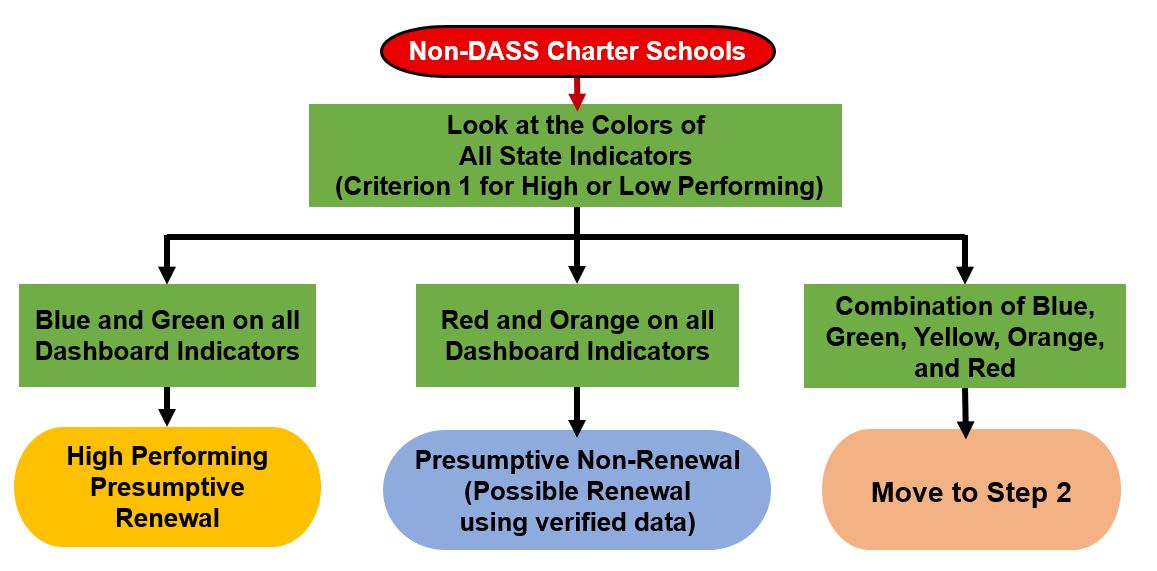 Non-DASS Charter Schools
Look at the Colors of
All State Indicators
(Criterion 1 for High or Low Performing)
Blue and Green on all
Dashboard Indicators
Red and Orange on all
Dashboard Indicators
Combination of Blue,
Green, Yellow, Orange,
and Red
High Performing
Presumptive
Renewal
Presumptive Non-Renewal
(Possible Renewal
using verified data)
Move to Step 2